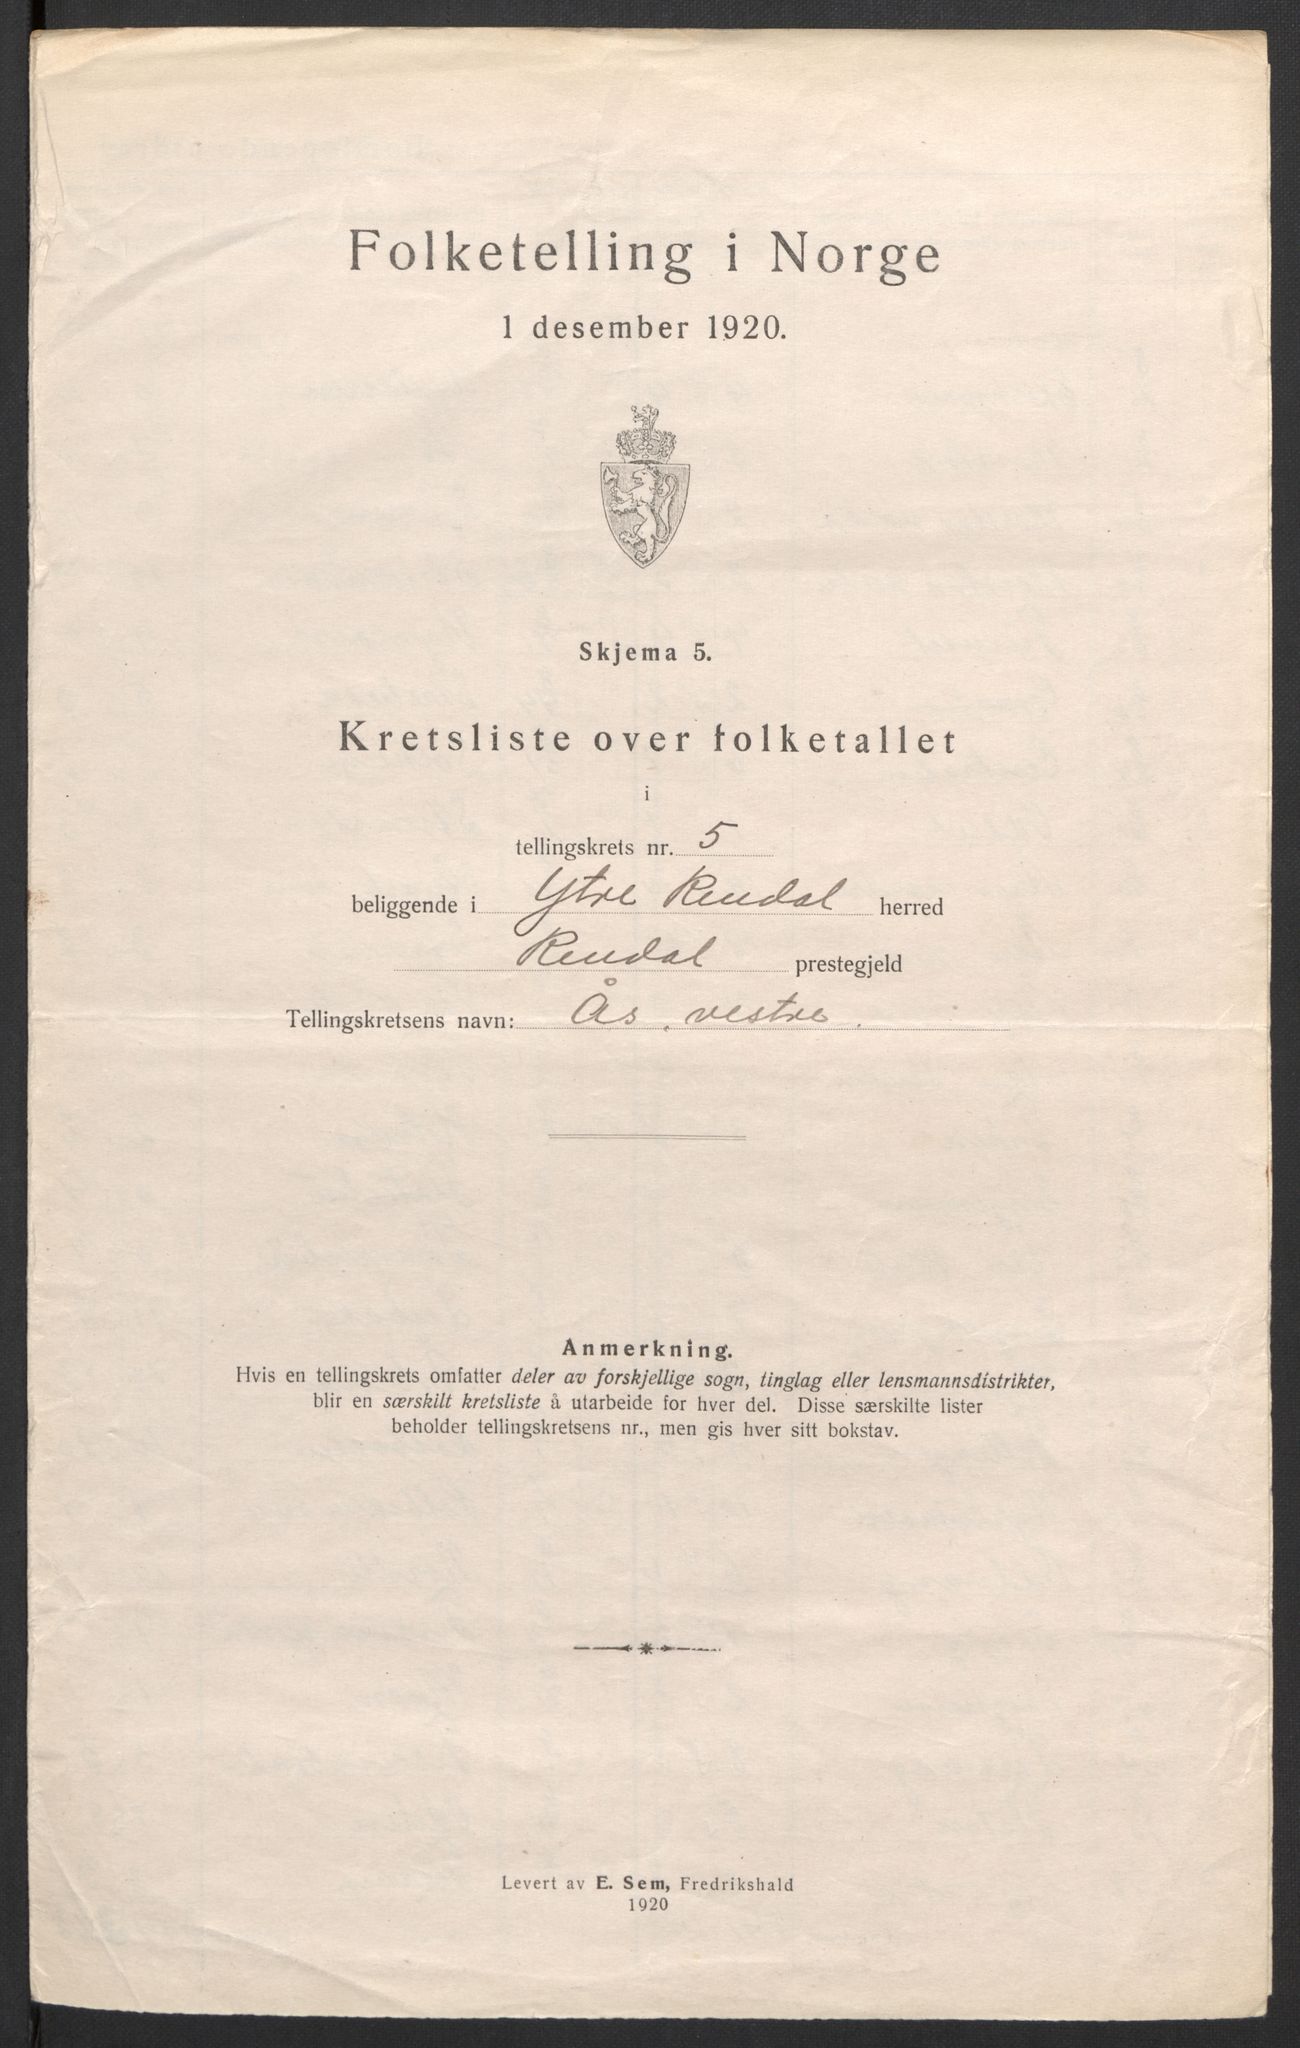 Folketelling i Norge
1 desember 1920.
Skjema 5.
Kretsliste over folketallet
i
tellingskrets nr. 5
beliggende i Ytre Rendal herred
Rendal prestegjeld
Tellingskretsens navn: Ås, vestre.
Anmerkning.
Hvis en tellingskrets omfatter deler av forskjellige sogn, tinglag eller lensmannsdistrikter,
blir en særskilt kretsliste å utarbeide for hver del. Disse særskilte lister
beholder tellingskretsens nr., men gis hver sitt bokstav.
Levert av E. Sem, Fredrikshald
1920